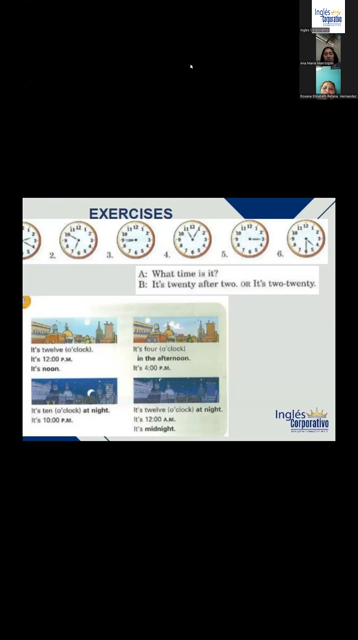 Inglés
Corporativo
EXERCISES
2.
3.
4.
5.
6.
A: What time is it?
B: It's twenty after two. OR It's two-twenty.
It's twelve (o'clock).
It's 12:00 P.M.
It's noon.
It's four (o'clock)
in the afternoon.
It's 4:00 P.M.
It's ten (o'clock) at night.
It's 10:00 P.M.
It's twelve (o'clock) at night.
It's 12:00 A.M.
It's midnight.
Inglés
Corporativo